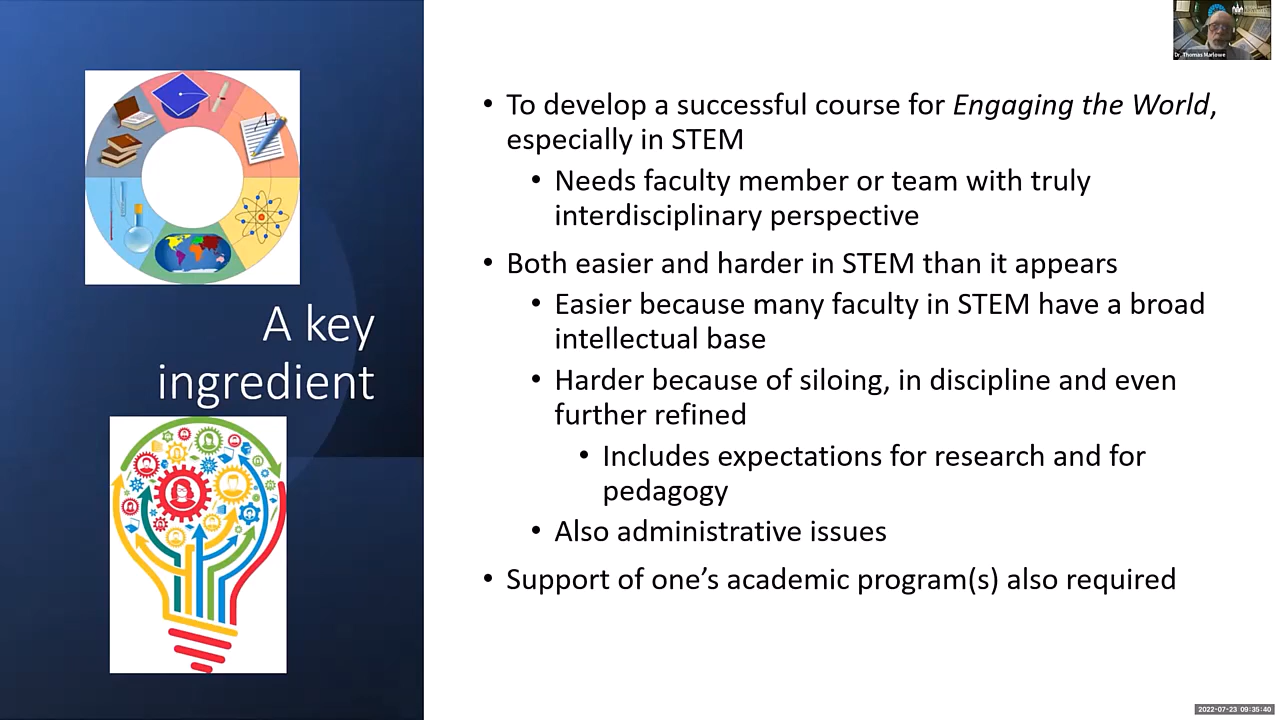 Dr. Thomas Marlowe
A key
ingredient
• To develop a successful course for Engaging the World,
especially in STEM
• Needs faculty member or team with truly
interdisciplinary perspective
• Both easier and harder in STEM than it appears
• Easier because many faculty in STEM have a broad
intellectual base
• Harder because of siloing, in discipline and even
further refined
• Includes expectations for research and for
pedagogy
• Also administrative issues
• Support of one’s academic program(s) also required
2022-07-23 09:35:40